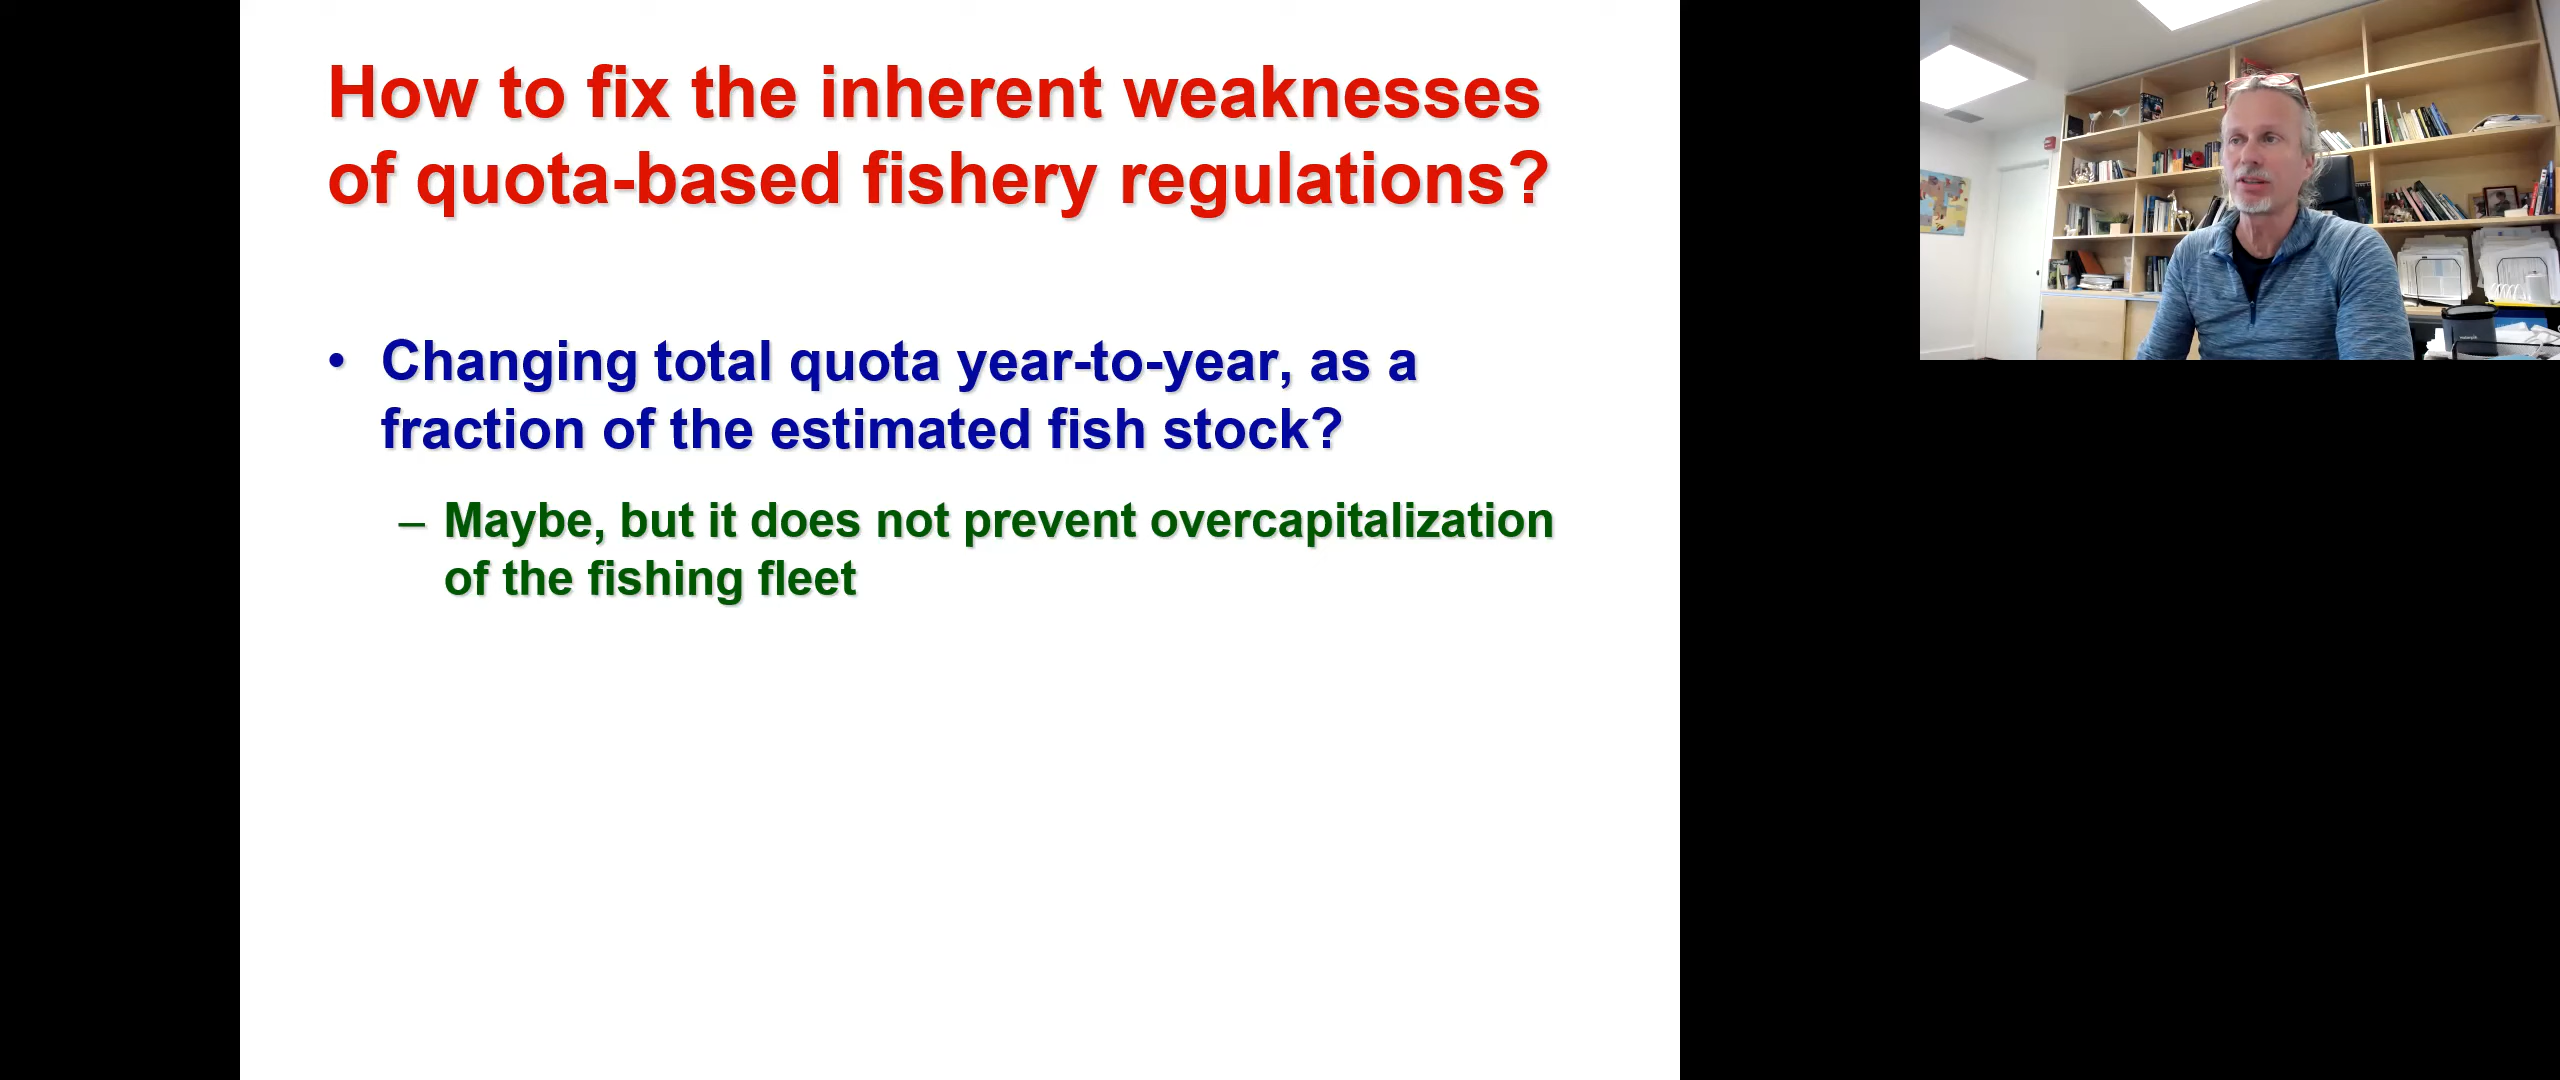 How to fix the inherent weaknesses
of quota-based fishery regulations?
• Changing total quota year-to-year, as a
fraction of the estimated fish stock?
– Maybe, but it does not prevent overcapitalization
of the fishing fleet